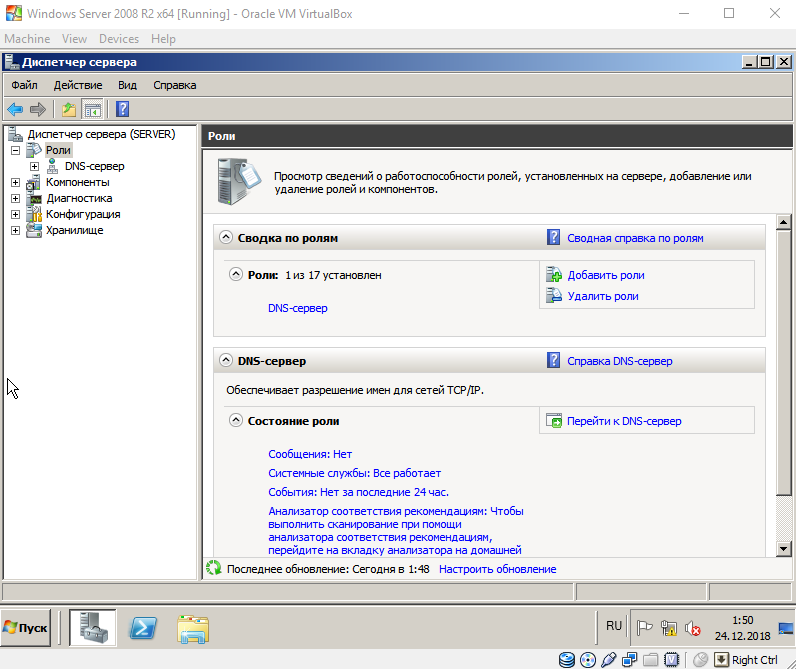 Windows Server 2008 R2 x64 [Running] - Oracle VM VirtualBox
Machine View Devices Help
Диспетчер сервера
Файл Действие Вид Справка
Диспетчер сервера (SERVER)
Роли
DNS-сервер
Компоненты
Диагностика
Конфигурация
Хранилище
Роли
Просмотр сведений о работоспособности ролей, установленных на сервере, добавление или
удаление ролей и компонентов.
Сводка по ролям
Сводная справка по ролям
Роли: 1 из 17 установлен
Добавить роли
Удалить роли
DNS-сервер
DNS-сервер
Справка DNS-сервер
Обеспечивает разрешение имен для сетей TCP/IP.
Состояние роли
Перейти к DNS-сервер
Сообщения: Нет
Системные службы: Все работает
События: Нет за последние 24 час.
Анализатор соответствия рекомендациям: Чтобы
выполнить сканирование при помощи
анализатора соответствия рекомендациям,
перейдите на вкладку анализатора на домашней
Последнее обновление: Сегодня в 1:48 Настроить обновление
Пуск
RU
1:50
24.12.2018
Right Ctrl